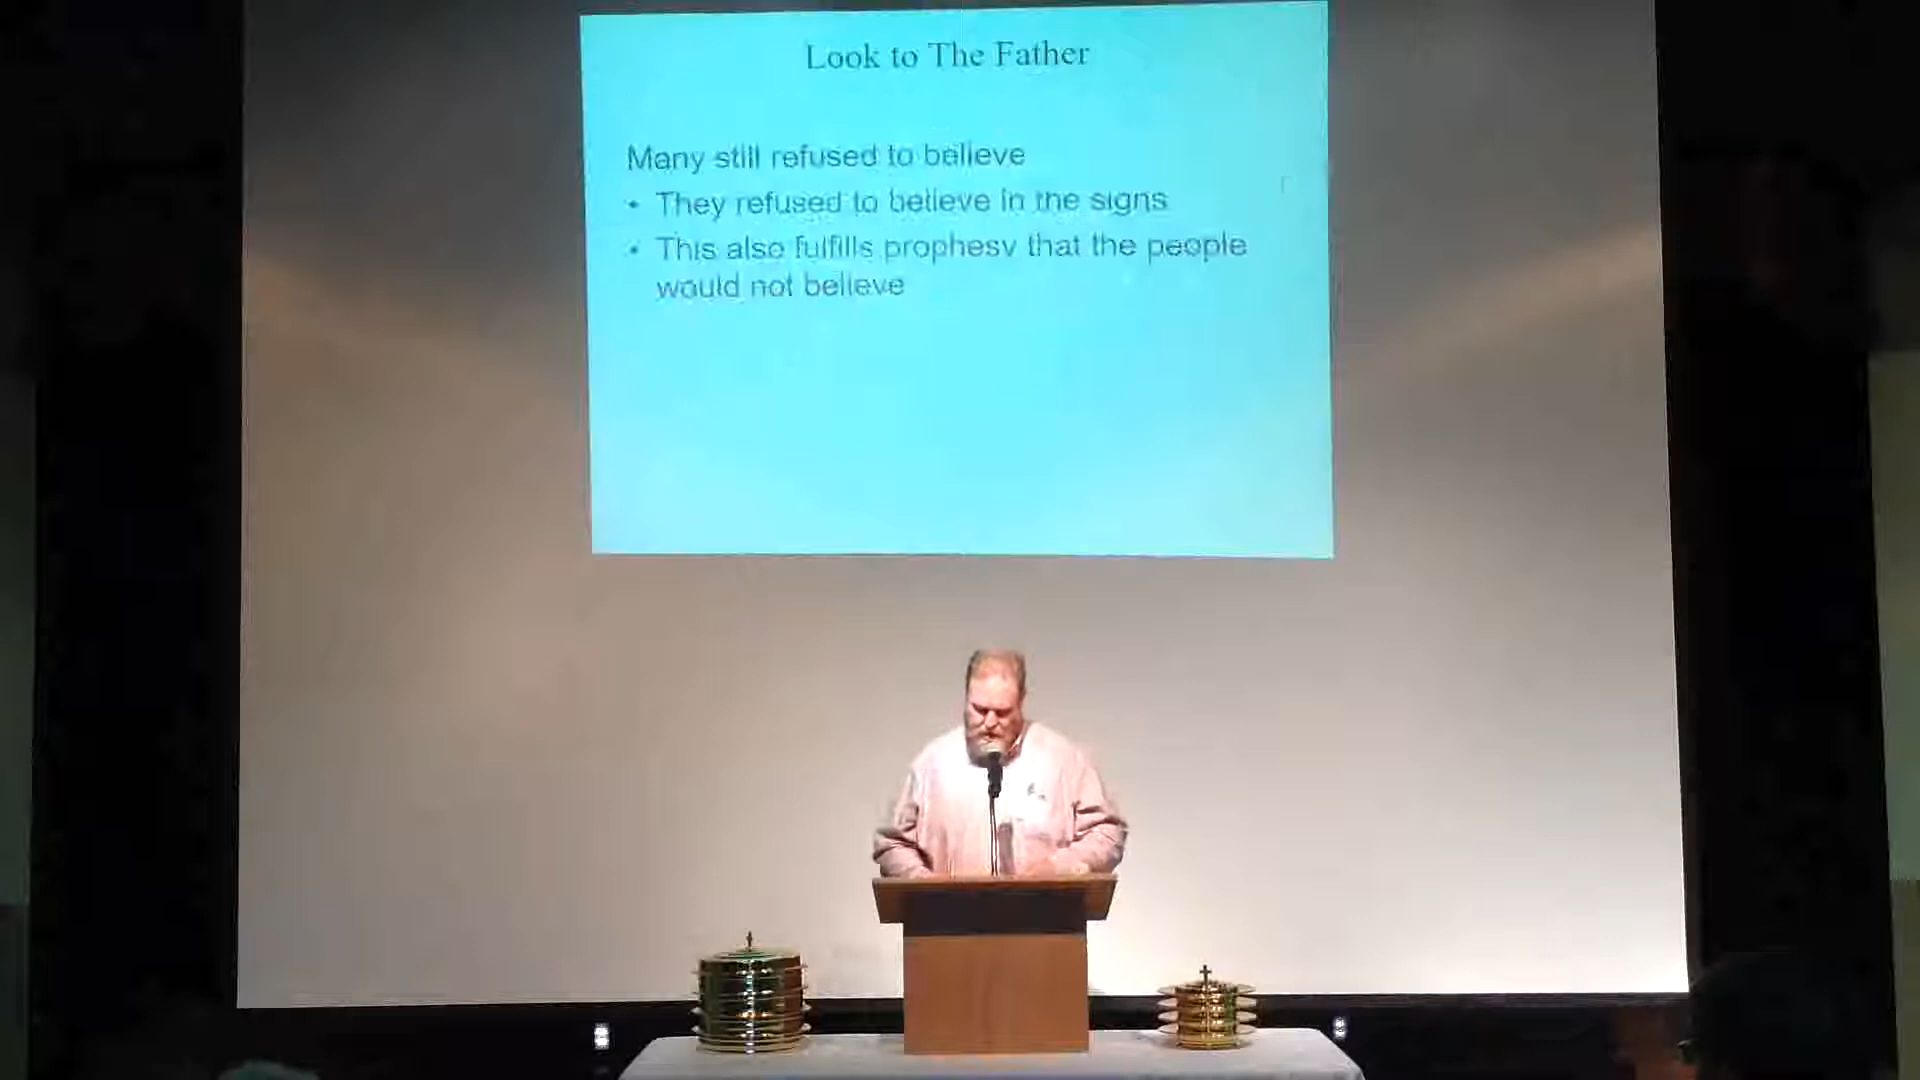 Look to The Father
Many still refused to believe
• They refused to believe in the signs
• This also fulfills prophesy that the people
would not believe